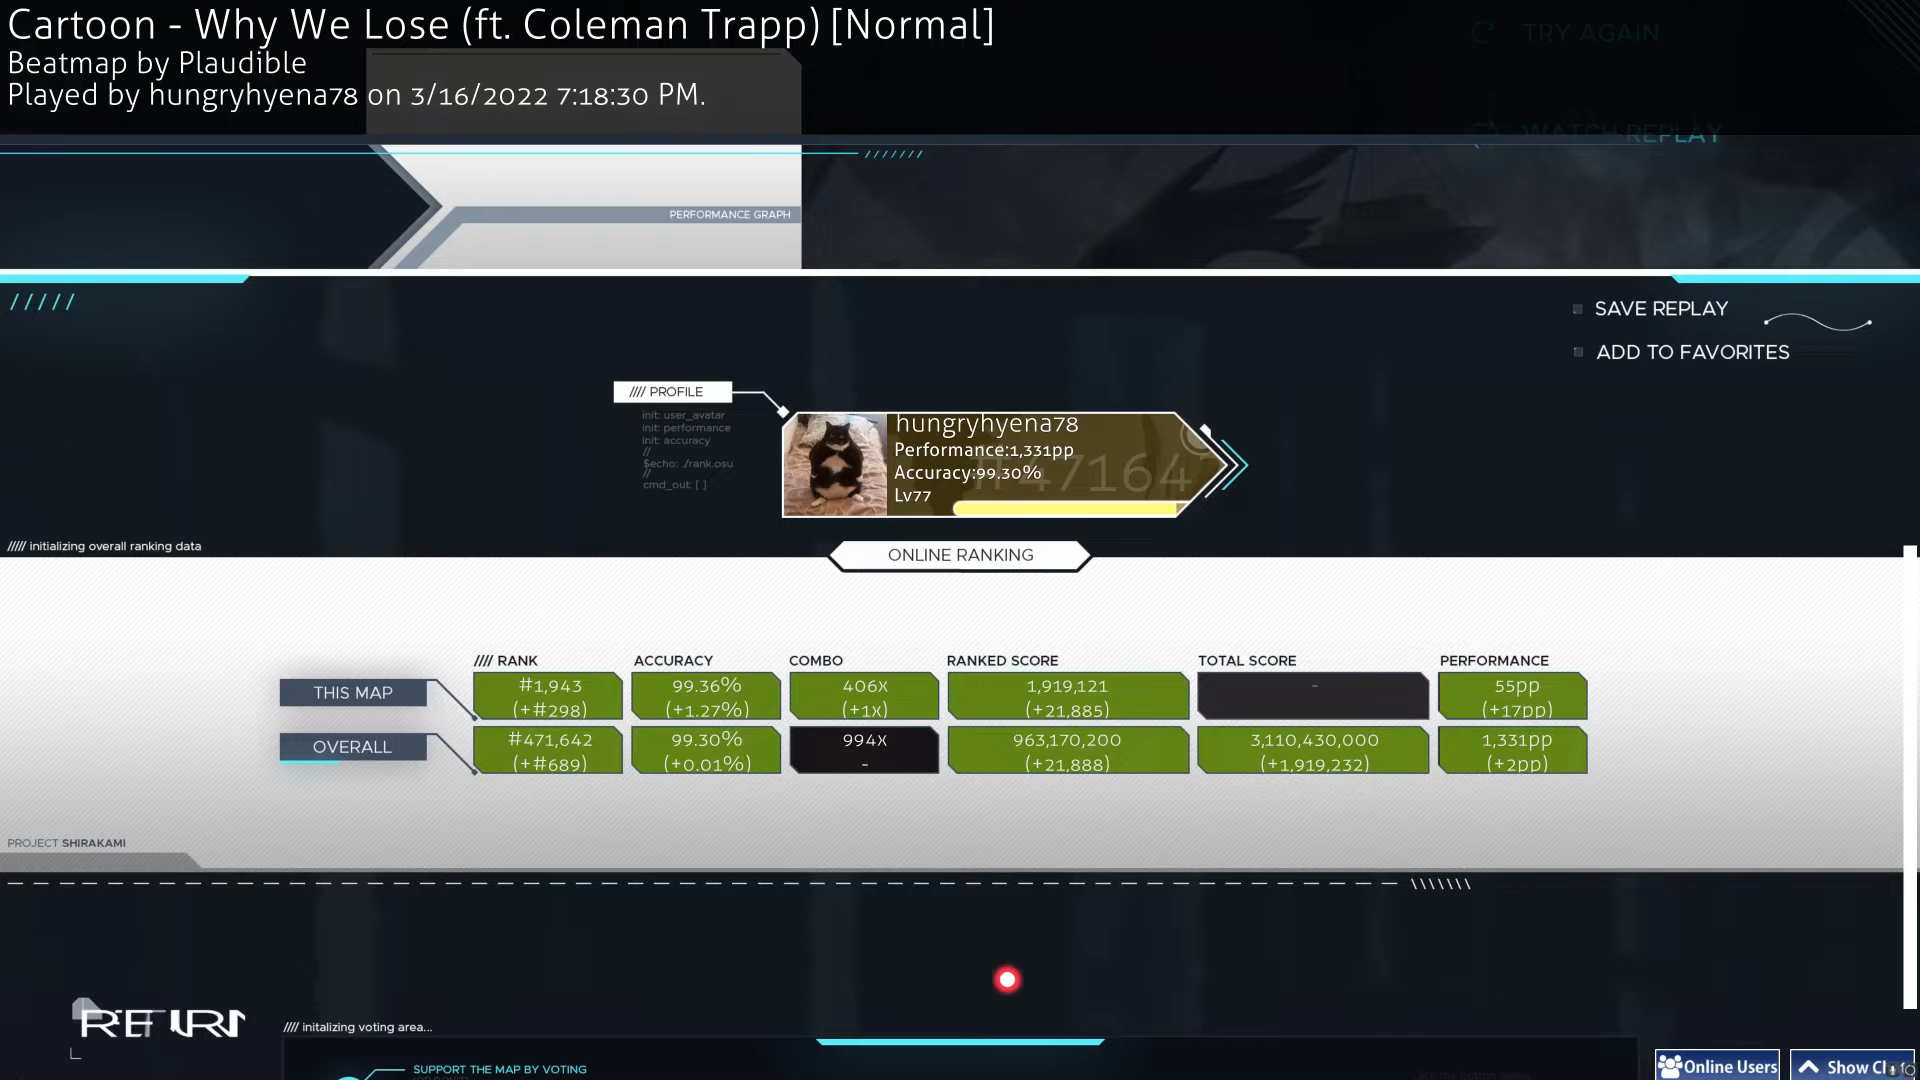 Cartoon - Why We Lose (ft. Coleman Trapp) [Normal]
Beatmap by Plaudible
Played by hungryhyena78 on 3/16/2022 7:18:30 PM.
TRY AGAIN
WATCH REPLAY
PERFORMANCE GRAPH
/////
SAVE REPLAY
ADD TO FAVORITES
//// PROFILE
init: user_avatar
init: performance
init: accuracy
//
$echo: ./rank.osu
//
cmd_out: [ ]
hungryhyena78
Performance:1,331pp
Accuracy:99.30%
Lv77
#471642
///// initializing overall ranking data
ONLINE RANKING
//// RANK ACCURACY COMBO RANKED SCORE TOTAL SCORE PERFORMANCE
THIS MAP #1,943 99.36% 406x 1,919,121 - 55pp
(+#298) (+1.27%) (+1x) (+21,885) (+17pp)
OVERALL #471,642 99.30% 994x 963,170,200 3,110,430,000 1,331pp
(+#689) (+0.01%) - (+21,888) (+1,919,232) (+2pp)
PROJECT SHIRAKAMI
RETURN
//// initalizing voting area...
SUPPORT THE MAP BY VOTING
Online Users
Show